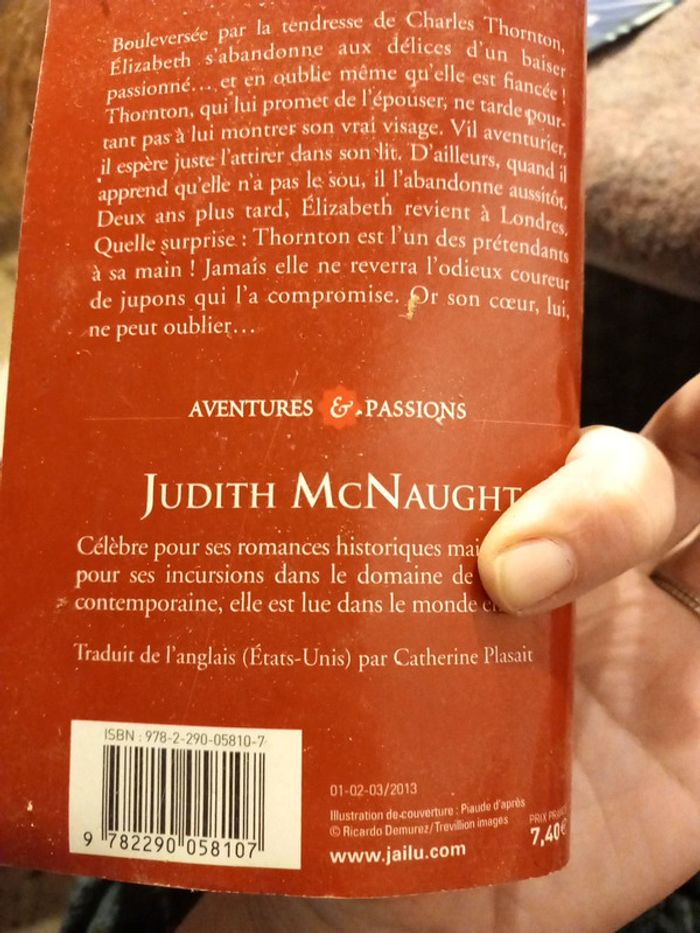 Bouleversée par la tendresse de Charles Thornton,
Élizabeth s'abandonne aux délices d'un baiser
passionné... et en oublie même qu'elle est fiancée !
Thornton, qui lui promet de l'épouser, ne tarde pour-
tant pas à lui montrer son vrai visage. Vil aventurier,
il espère juste l'attirer dans son lit. D'ailleurs, quand il
apprend qu'elle n'a pas le sou, il l'abandonne aussitôt.
Deux ans plus tard, Élizabeth revient à Londres.
Quelle surprise : Thornton est l'un des prétendants
à sa main ! Jamais elle ne reverra l'odieux coureur
de jupons qui l'a compromise. Or son cœur, lui,
ne peut oublier...
AVENTURES & PASSIONS
JUDITH MCNAUGHT
Célèbre pour ses romances historiques mai
pour ses incursions dans le domaine de
contemporaine, elle est lue dans le monde
Traduit de l'anglais (États-Unis) par Catherine Plasait
ISBN : 978-2-290-05810-7
9 782290 058107
01-02-03/2013
Illustration de couverture : Piaude d'après
© Ricardo Demurez/Trevillion images
www.jailu.com
PRIX
7,40€